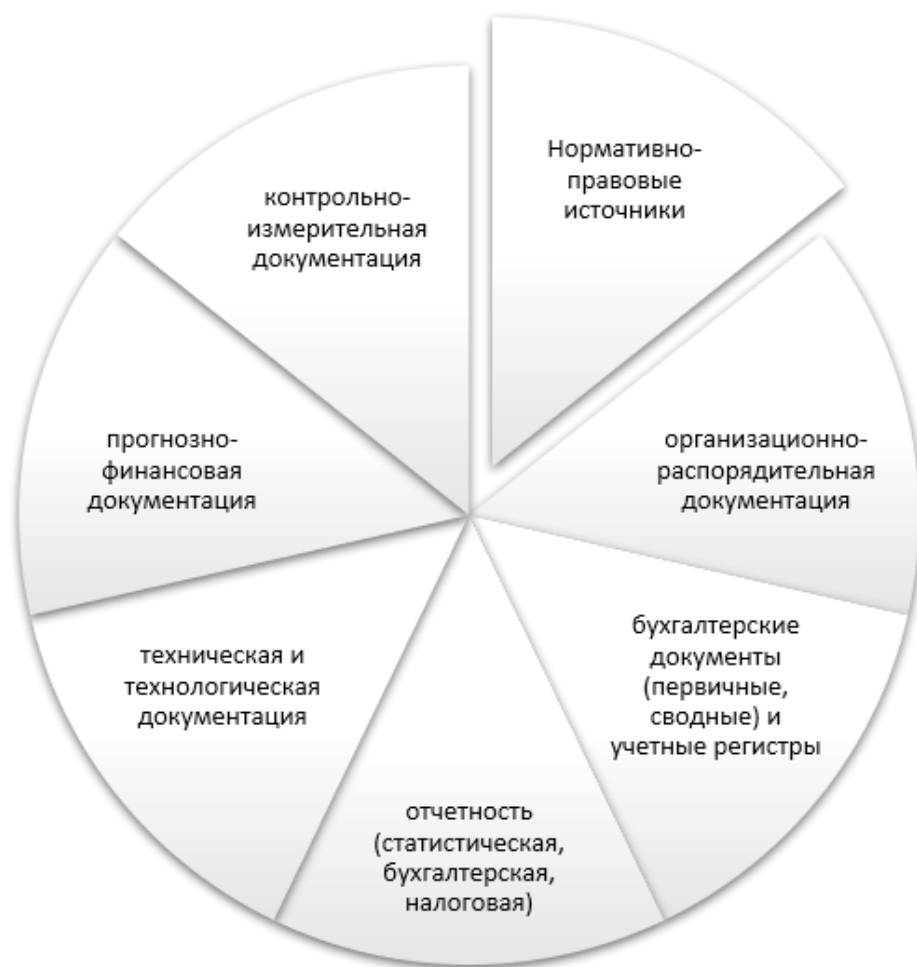 Нормативно-
правовые
источники
организационно-
распорядительная
документация
бухгалтерские
документы
(первичные,
сводные) и
учетные регистры
отчетность
(статистическая,
бухгалтерская,
налоговая)
техническая и
технологическая
документация
прогнозно-
финансовая
документация
контрольно-
измерительная
документация